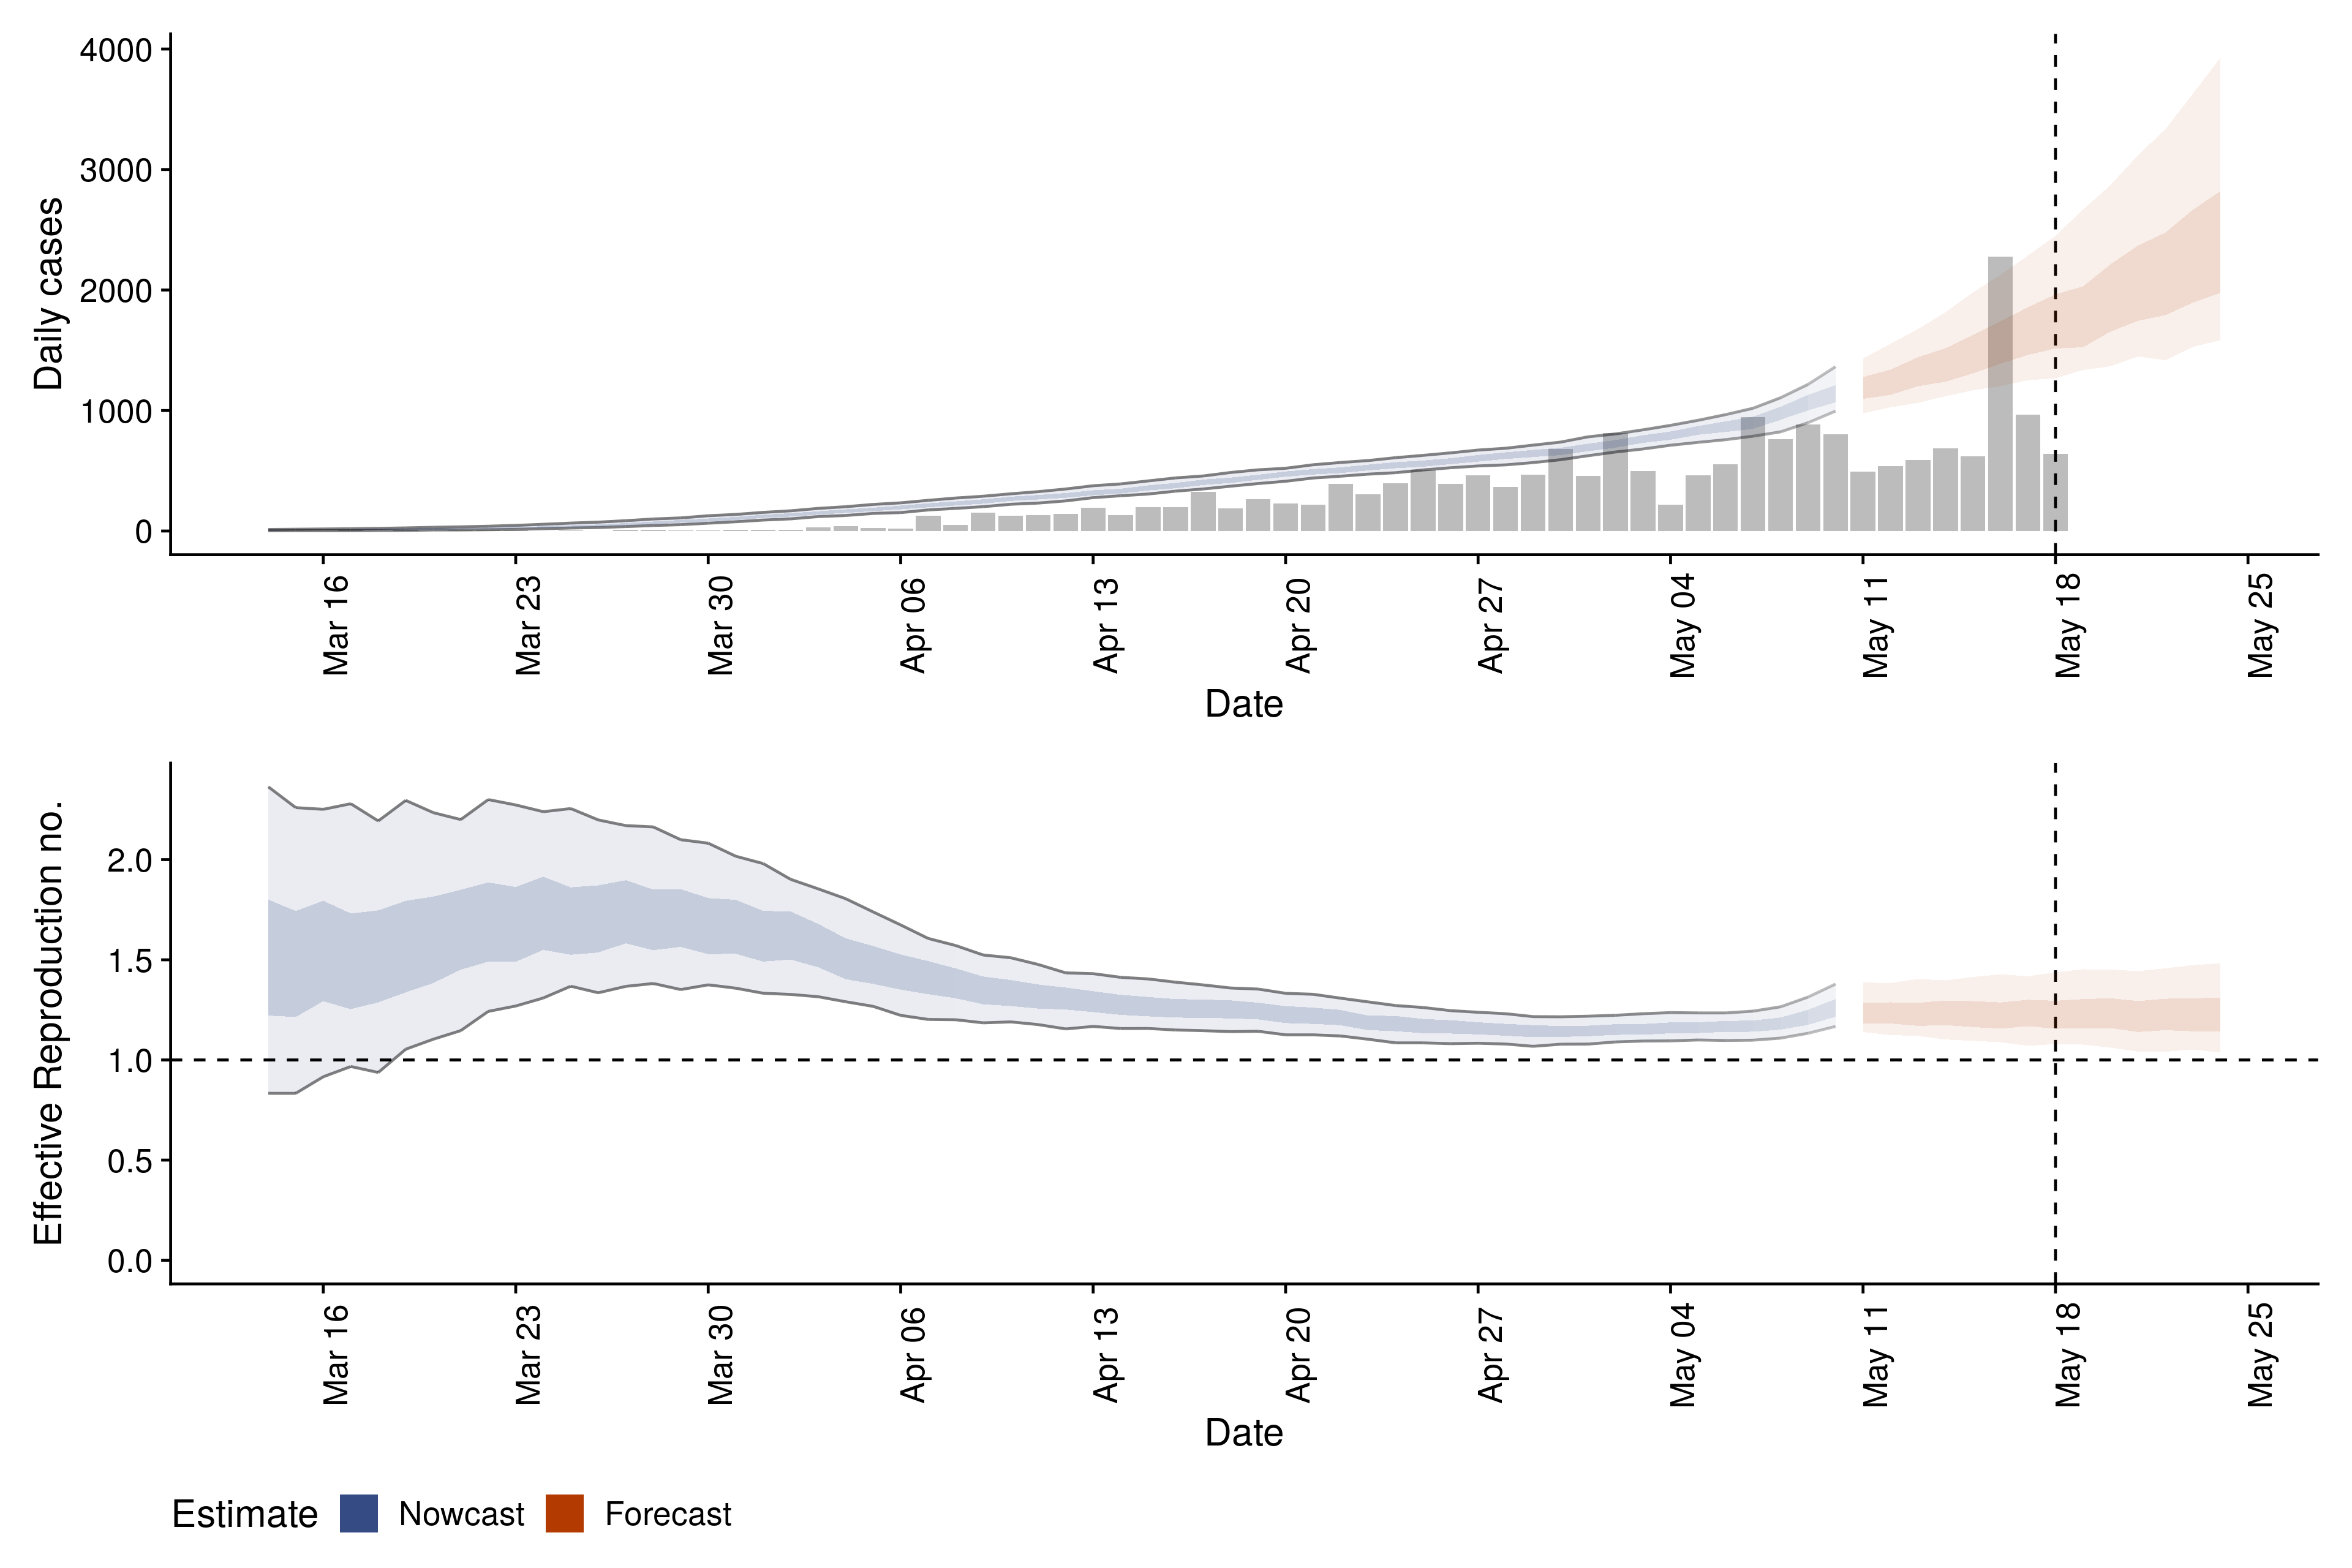 4000
3000
2000
1000
0
Daily cases
Mar 16
Mar 23
Mar 30
Apr 06
Apr 13
Apr 20
Apr 27
May 04
May 11
May 18
May 25
Date
2.0
1.5
1.0
0.5
0.0
Effective Reproduction no.
Mar 16
Mar 23
Mar 30
Apr 06
Apr 13
Apr 20
Apr 27
May 04
May 11
May 18
May 25
Date
Estimate Nowcast Forecast